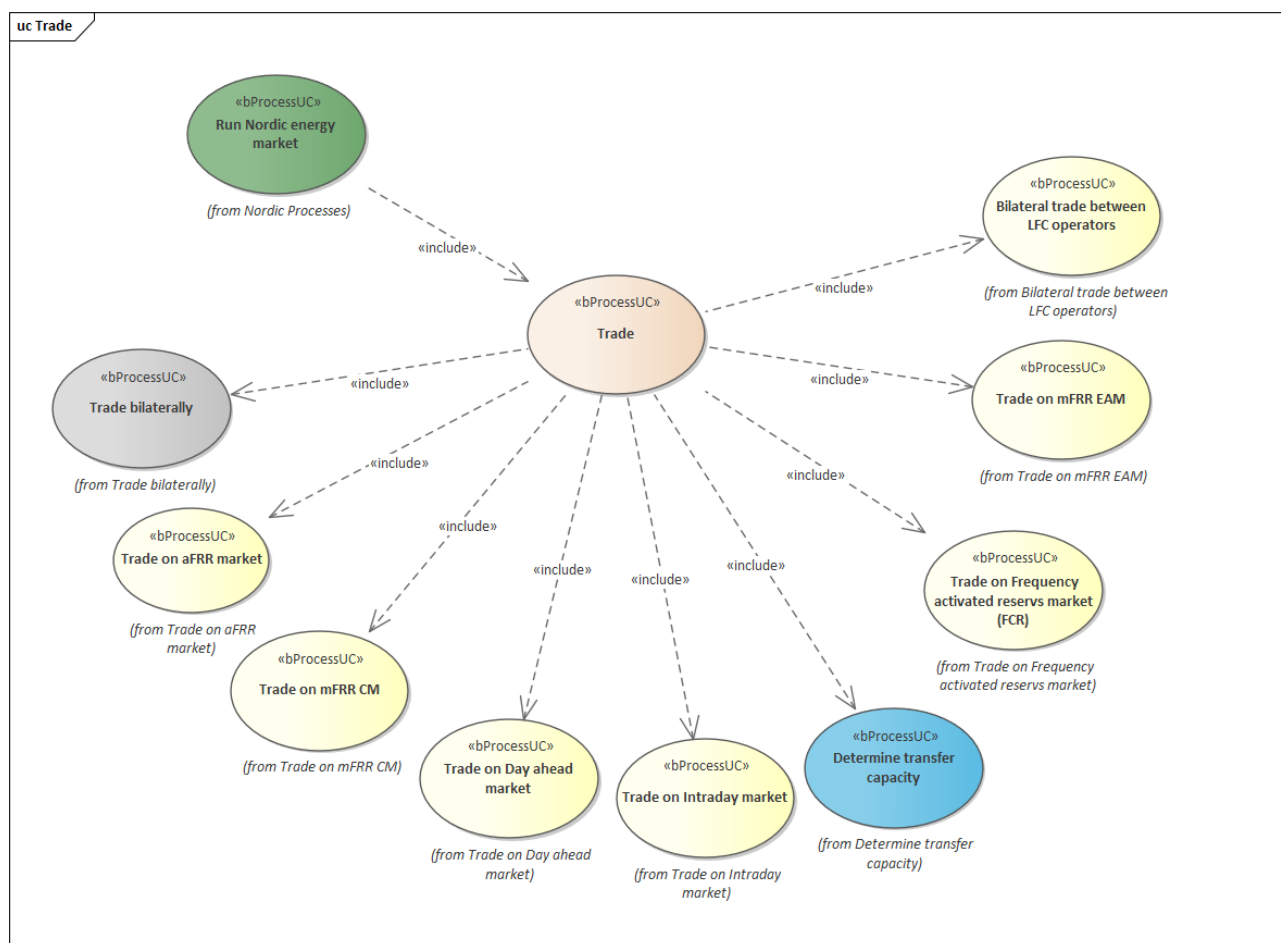 uc Trade
«bProcessUC»
Run Nordic energy
market
(from Nordic Processes)
«include»
«bProcessUC»
Bilateral trade between
LFC operators
(from Bilateral trade between
LFC operators)
«include»
«bProcessUC»
Trade
«bProcessUC»
Trade on mFRR EAM
(from Trade on mFRR EAM)
«include»
«bProcessUC»
Trade bilaterally
(from Trade bilaterally)
«include»
«include»
«bProcessUC»
Trade on aFRR market
(from Trade on aFRR
market)
«include»
«bProcessUC»
Trade on Frequency
activated reservs market
(FCR)
(from Trade on Frequency
activated reservs market)
«include»
«bProcessUC»
Trade on mFRR CM
(from Trade on mFRR CM)
«include»
«bProcessUC»
Trade on Day ahead
market
(from Trade on Day ahead
market)
«include»
«bProcessUC»
Trade on Intraday market
(from Trade on Intraday
market)
«include»
«bProcessUC»
Determine transfer
capacity
(from Determine transfer
capacity)
«include»